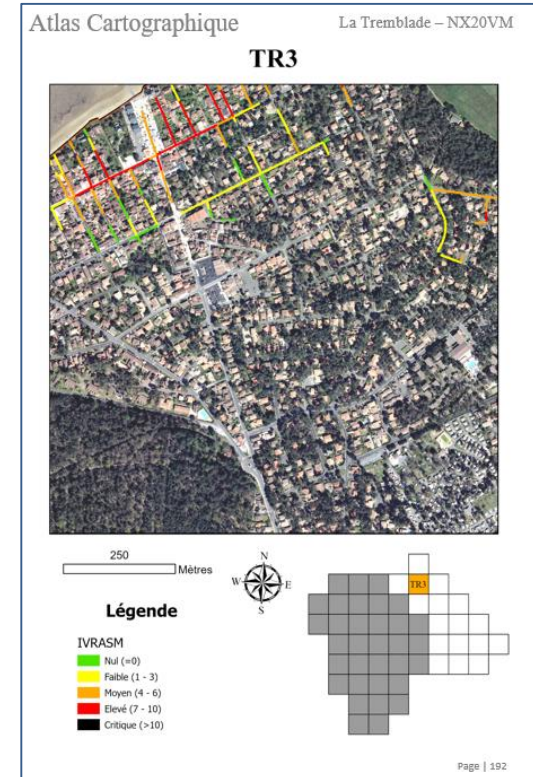 Atlas Cartographique
La Tremblade – NX20VM
TR3
250
Mètres
N
W
E
S
TR3
Légende
IVRASM
Nul (=0)
Faible (1 - 3)
Moyen (4 - 6)
Elevé (7 - 10)
Critique (>10)
Page | 192